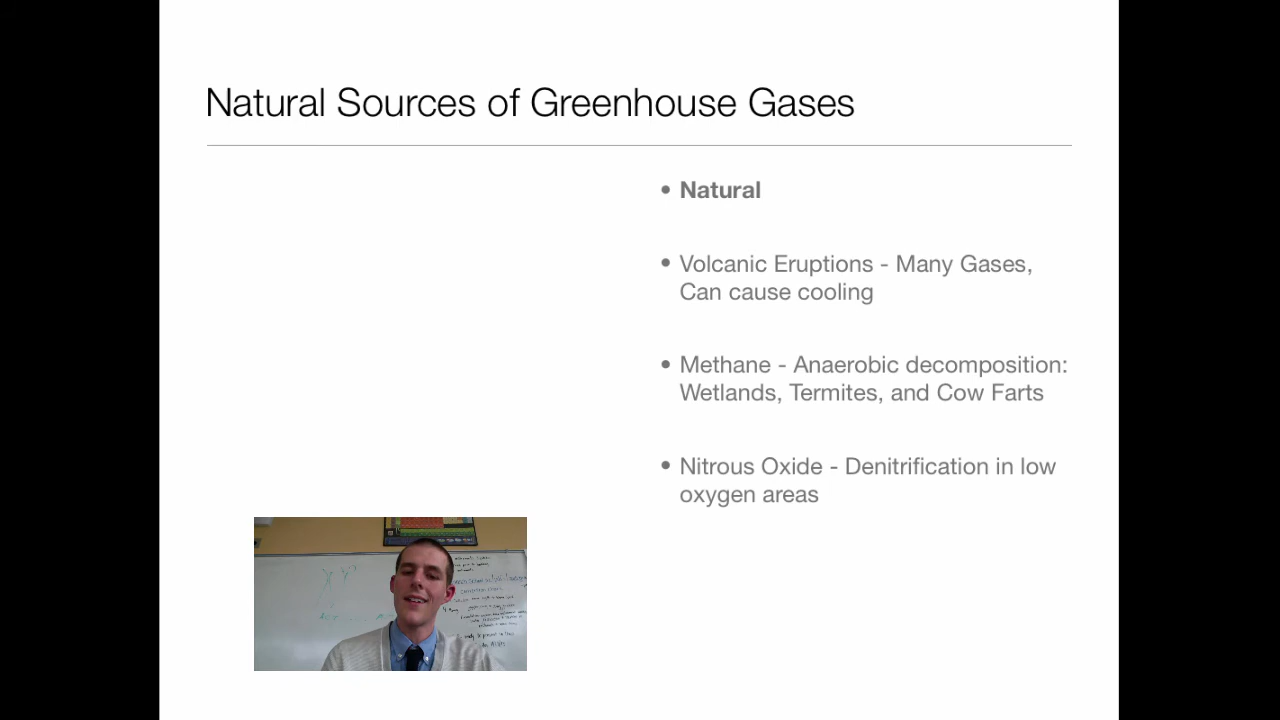 Natural Sources of Greenhouse Gases
• Natural
• Volcanic Eruptions - Many Gases,
Can cause cooling
• Methane - Anaerobic decomposition:
Wetlands, Termites, and Cow Farts
• Nitrous Oxide - Denitrification in low
oxygen areas